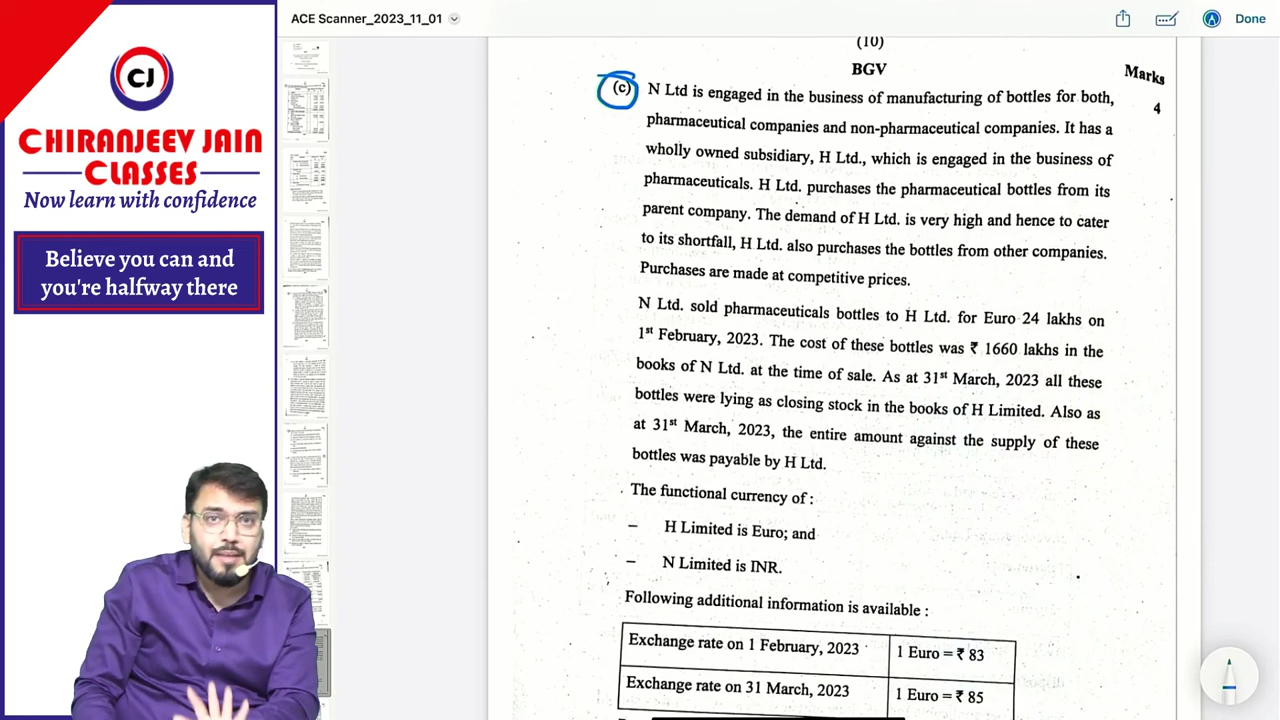 ACE Scanner_2023_11_01
Done
CJ
CHIRANJEEV JAIN
CLASSES
Now learn with confidence
Believe you can and
you're halfway there
(10)
BGV
Marks
(c) N Ltd is engaged in the business of manufacturing of bottles for both,
4
pharmaceutical companies and non-pharmaceutical companies. It has a
wholly owned subsidiary, H Ltd., which is engaged in the business of
pharmaceuticals. H Ltd. purchases the pharmaceutical bottles from its
parent company. The demand of H Ltd. is very high and hence to cater
to its shortfall, H Ltd. also purchases the bottles from other companies.
Purchases are made at competitive prices.
N Ltd. sold pharmaceuticals bottles to H Ltd. for Euro 24 lakhs on
1st February, 2023. The cost of these bottles was ₹ lakhs in the
books of N Ltd. at the time of sale. As at 31st March, 2023 all these
bottles were lying as closing stock in the books of H Limited. Also as
at 31st March, 2023, the entire amount against the supply of these
bottles was payable by H Ltd.
The functional currency of :
– H Limited is Euro; and
– N Limited is INR.
Following additional information is available :
Exchange rate on 1 February, 2023 1 Euro = ₹ 83
Exchange rate on 31 March, 2023 1 Euro = ₹ 85